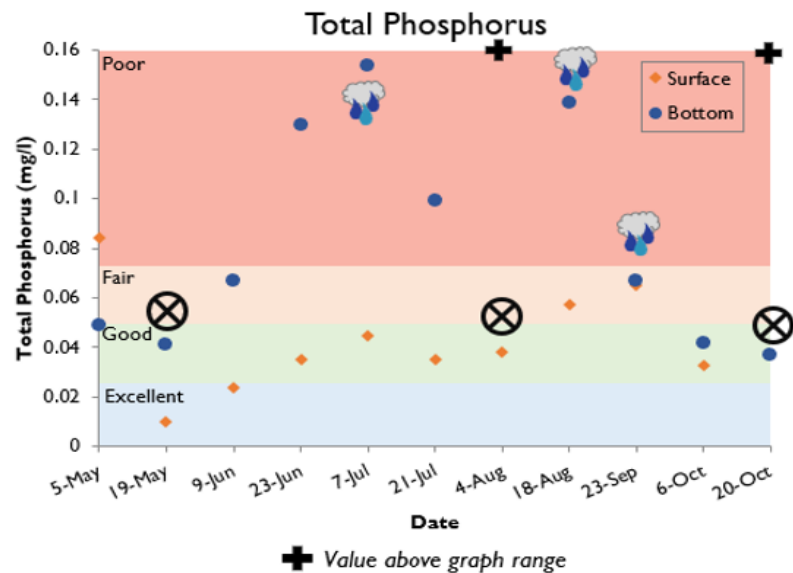 Total Phosphorus
0.16
0.14
0.12
0.1
0.08
0.06
0.04
0.02
0
Total Phosphorus (mg/l)
Poor
Fair
Good
Excellent
Surface
Bottom
5-May
19-May
9-Jun
23-Jun
7-Jul
21-Jul
4-Aug
18-Aug
23-Sep
6-Oct
20-Oct
Date
Value above graph range